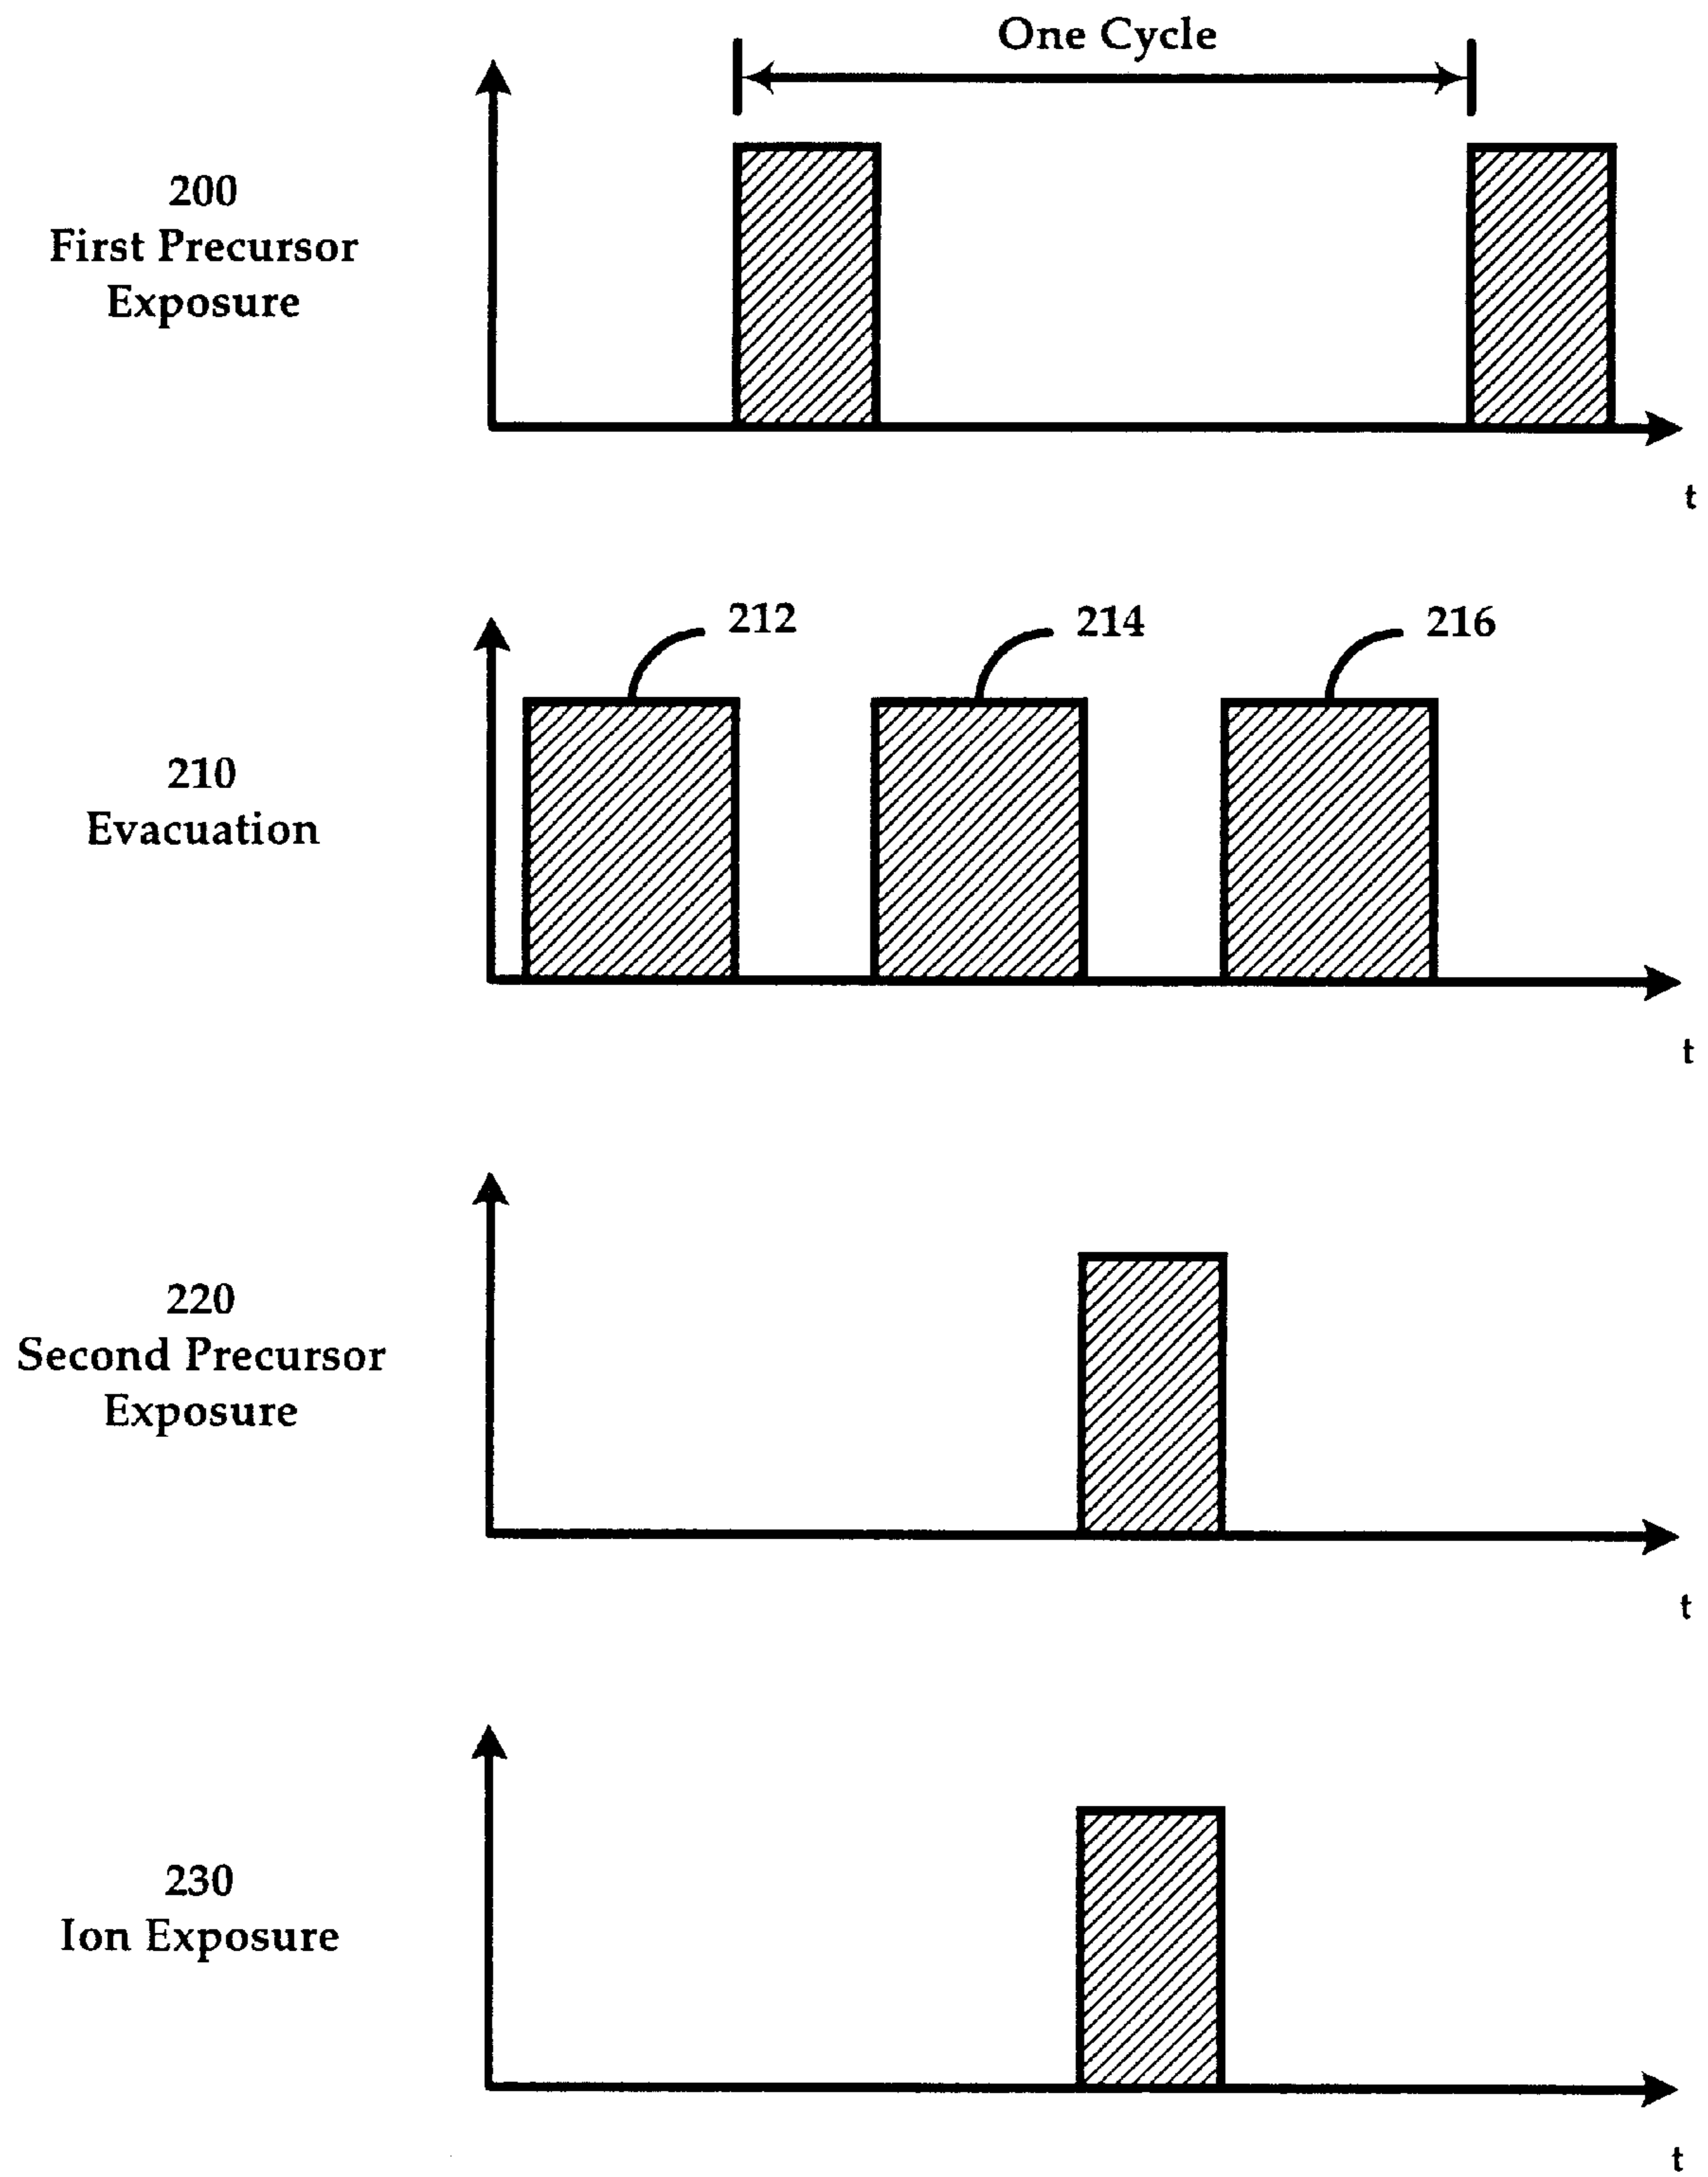 One Cycle
200
First Precursor
Exposure
t
212
214
216
210
Evacuation
t
220
Second Precursor
Exposure
t
230
Ion Exposure
t